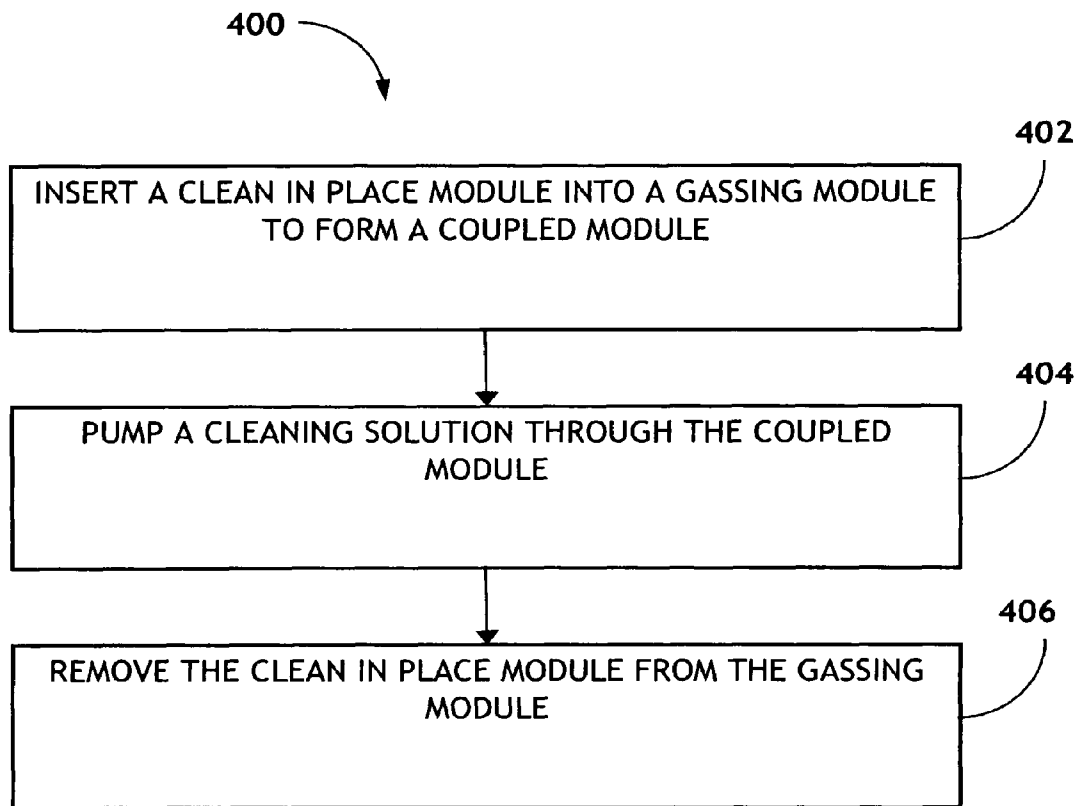 400
402
INSERT A CLEAN IN PLACE MODULE INTO A GASSING MODULE
TO FORM A COUPLED MODULE
404
PUMP A CLEANING SOLUTION THROUGH THE COUPLED
MODULE
406
REMOVE THE CLEAN IN PLACE MODULE FROM THE GASSING
MODULE